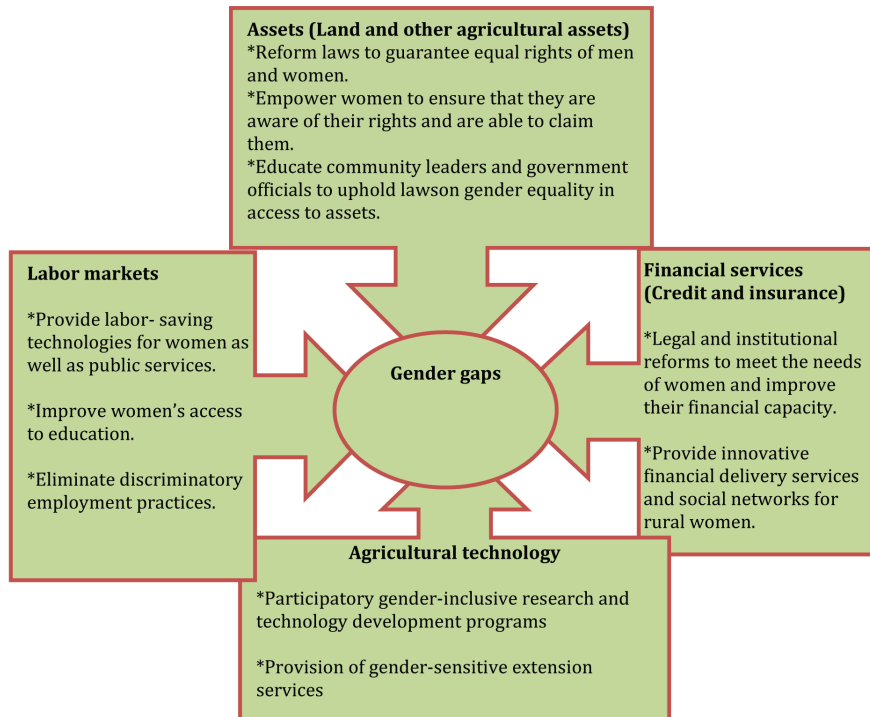 Assets (Land and other agricultural assets)
*Reform laws to guarantee equal rights of men
and women.
*Empower women to ensure that they are
aware of their rights and are able to claim
them.
*Educate community leaders and government
officials to uphold lawson gender equality in
access to assets.
Labor markets
*Provide labor- saving
technologies for women as
well as public services.
*Improve women’s access
to education.
*Eliminate discriminatory
employment practices.
Gender gaps
Financial services
(Credit and insurance)
*Legal and institutional
reforms to meet the needs
of women and improve
their financial capacity.
*Provide innovative
financial delivery services
and social networks for
rural women.
Agricultural technology
*Participatory gender-inclusive research and
technology development programs
*Provision of gender-sensitive extension
services